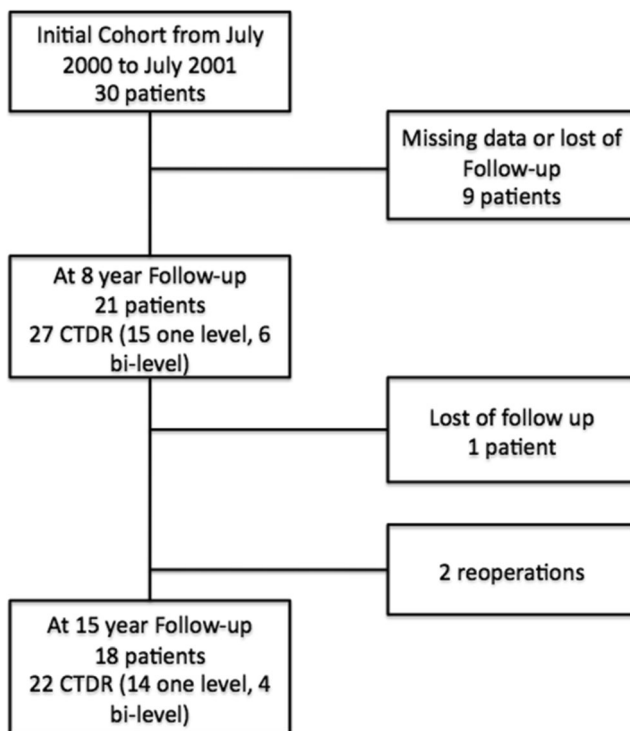 Initial Cohort from July
2000 to July 2001
30 patients
Missing data or lost of
Follow-up
9 patients
At 8 year Follow-up
21 patients
27 CTDR (15 one level, 6
bi-level)
Lost of follow up
1 patient
2 reoperations
At 15 year Follow-up
18 patients
22 CTDR (14 one level, 4
bi-level)